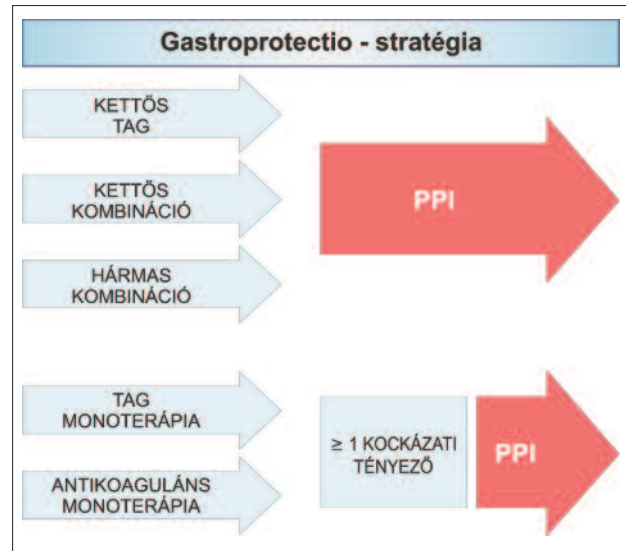 Gastroprotectio - stratégia
KETTŐS
TAG
KETTŐS
KOMBINÁCIÓ
HÁRMAS
KOMBINÁCIÓ
PPI
TAG
MONOTERÁPIA
ANTIKOAGULÁNS
MONOTERÁPIA
≥ 1 KOCKÁZATI
TÉNYEZŐ
PPI